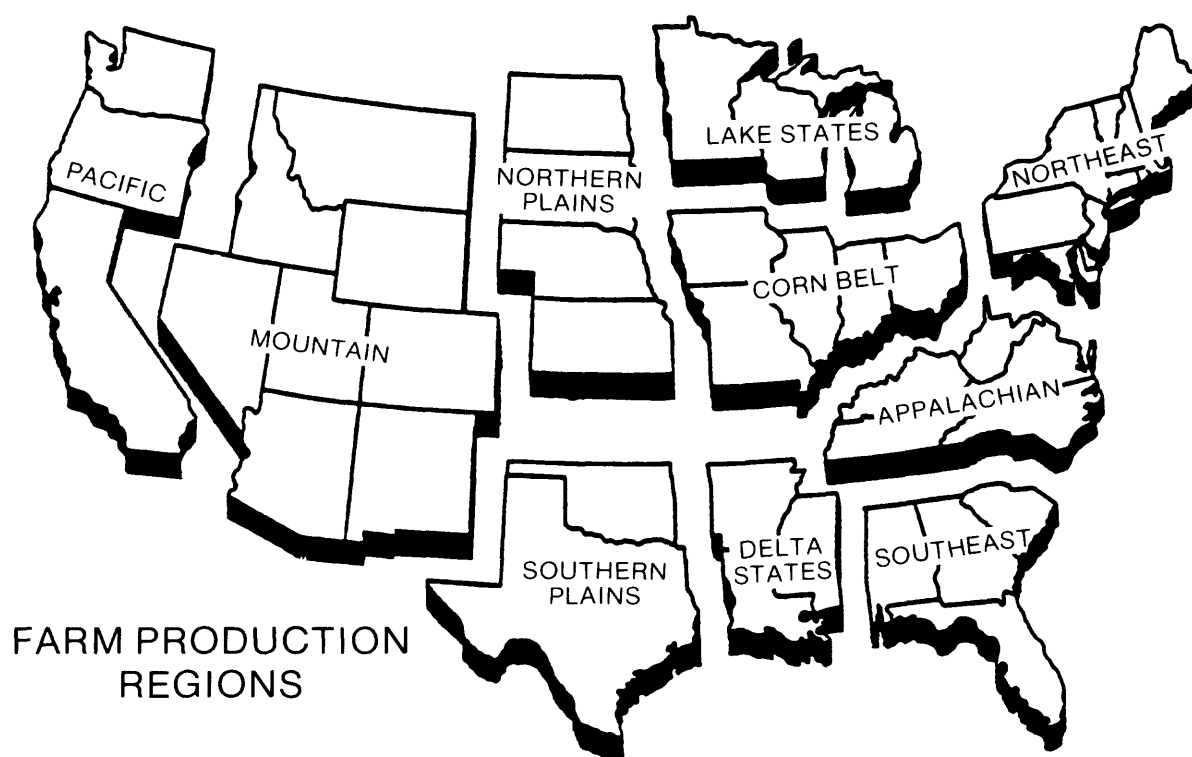 LAKE STATES
NORTHEAST
PACIFIC
NORTHERN
PLAINS
CORN BELT
MOUNTAIN
APPALACHIAN
DELTA
STATES
SOUTHEAST
SOUTHERN
PLAINS
FARM PRODUCTION
REGIONS